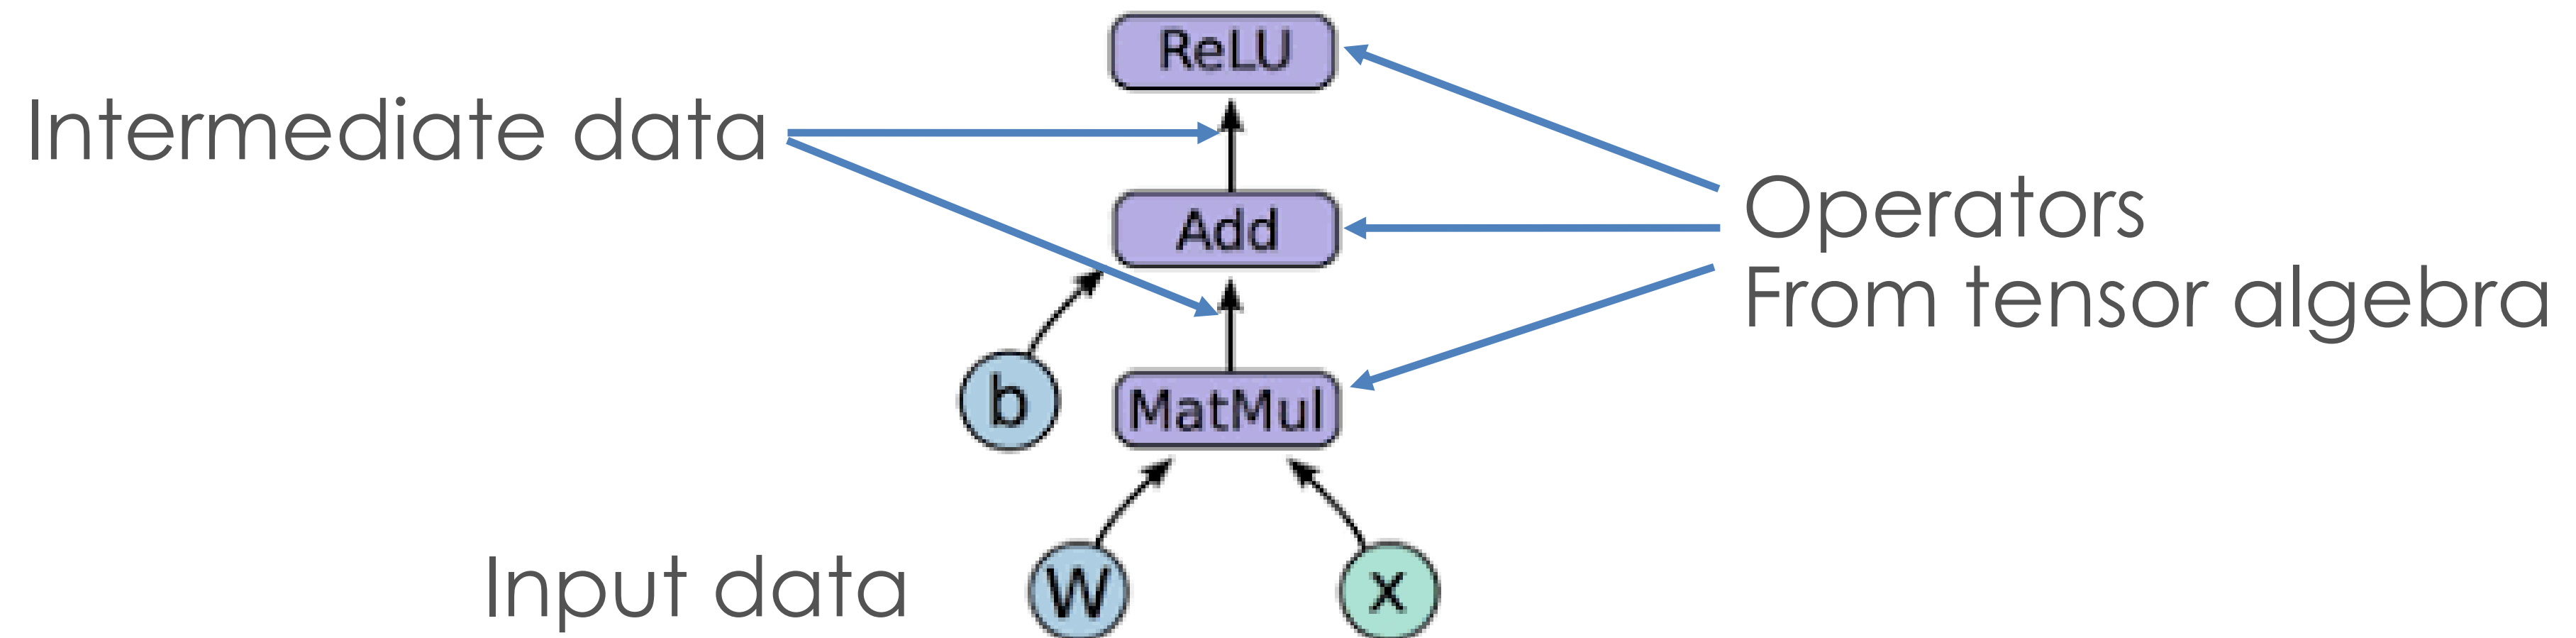 ReLU
Intermediate data
Add
Operators
From tensor algebra
b
MatMul
Input data
W
x